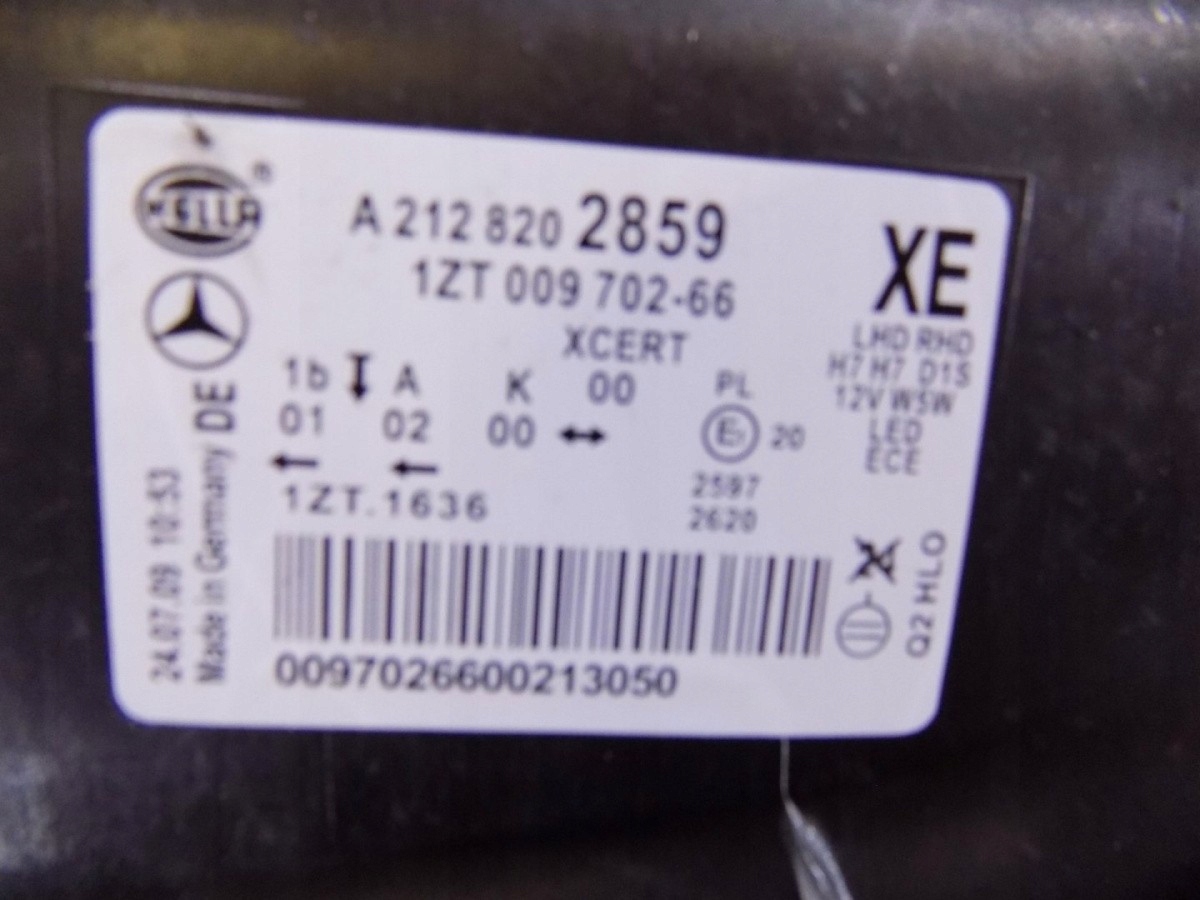 HELLA
A 212 820 2859
1ZT 009 702-66
XE
XCERT
LHD RHD
H7 H7 D1S
12V W5W
LED
ECE
1b A K 00 PL
01 02 00 E1 20
1ZT.1636
2597
2620
24.07.09 10:53
Made in Germany DE
Q2 HLO
0097026600213050